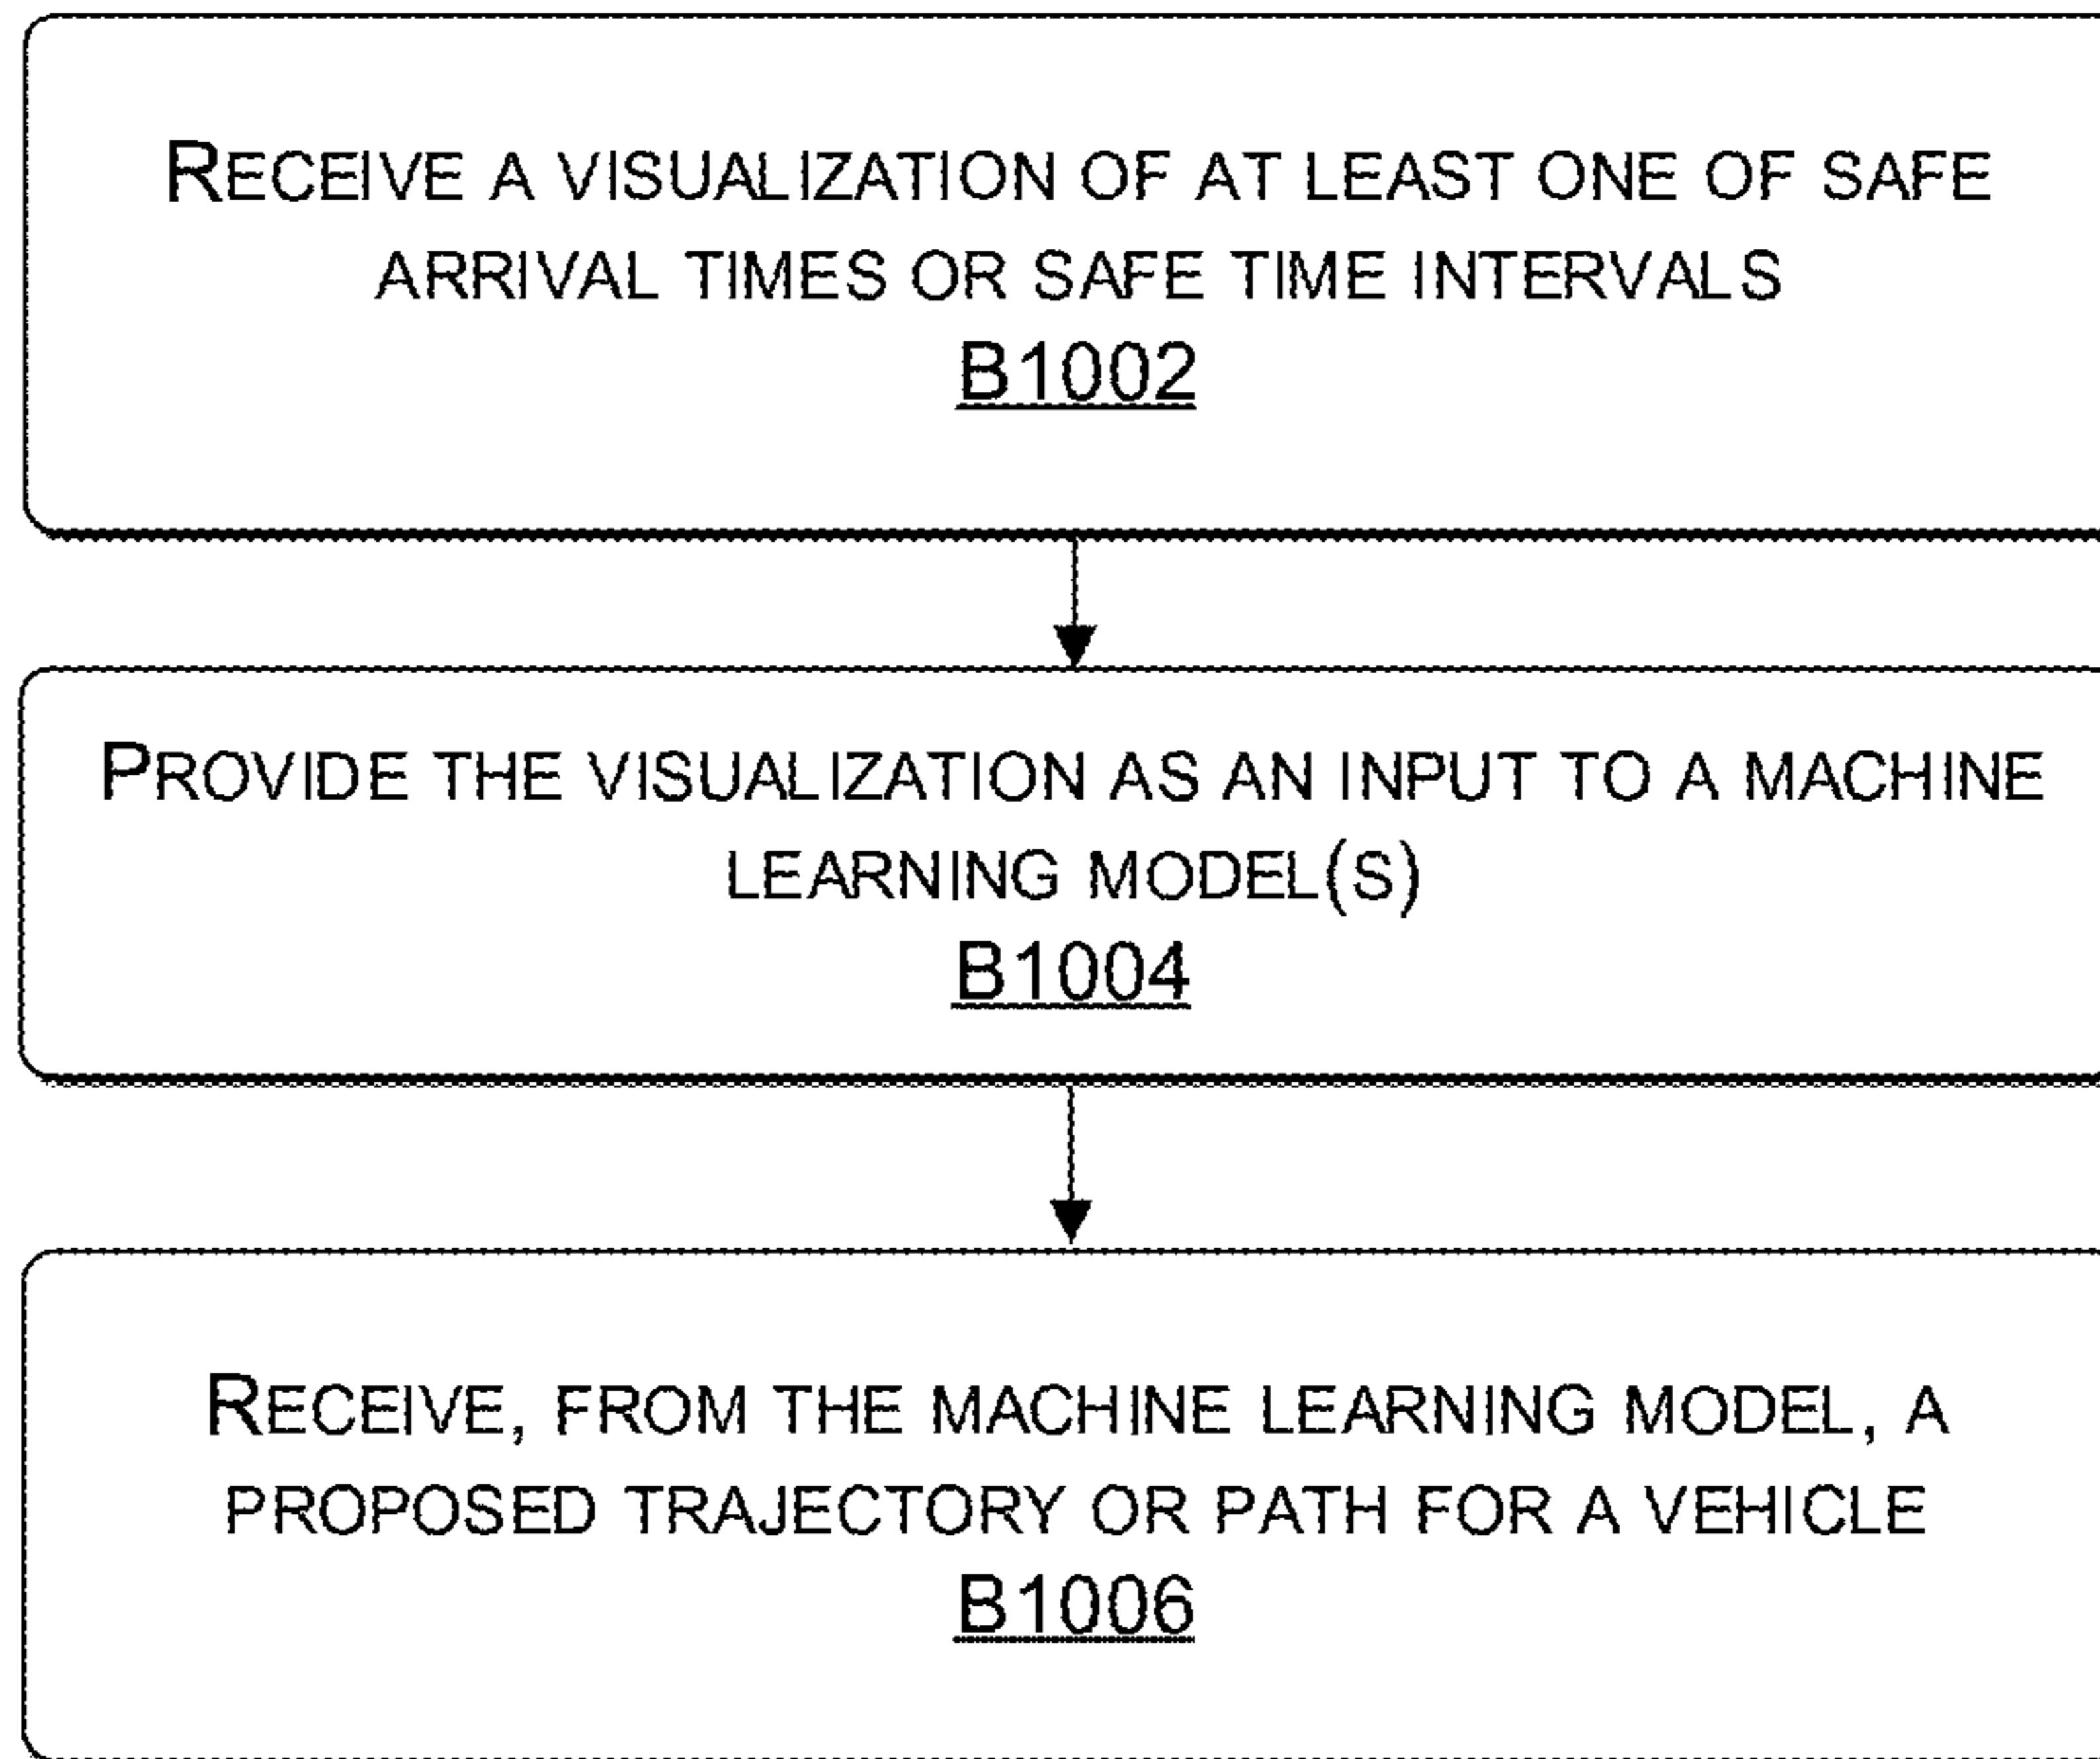 RECEIVE A VISUALIZATION OF AT LEAST ONE OF SAFE
ARRIVAL TIMES OR SAFE TIME INTERVALS
B1002
PROVIDE THE VISUALIZATION AS AN INPUT TO A MACHINE
LEARNING MODEL(S)
B1004
RECEIVE, FROM THE MACHINE LEARNING MODEL, A
PROPOSED TRAJECTORY OR PATH FOR A VEHICLE
B1006